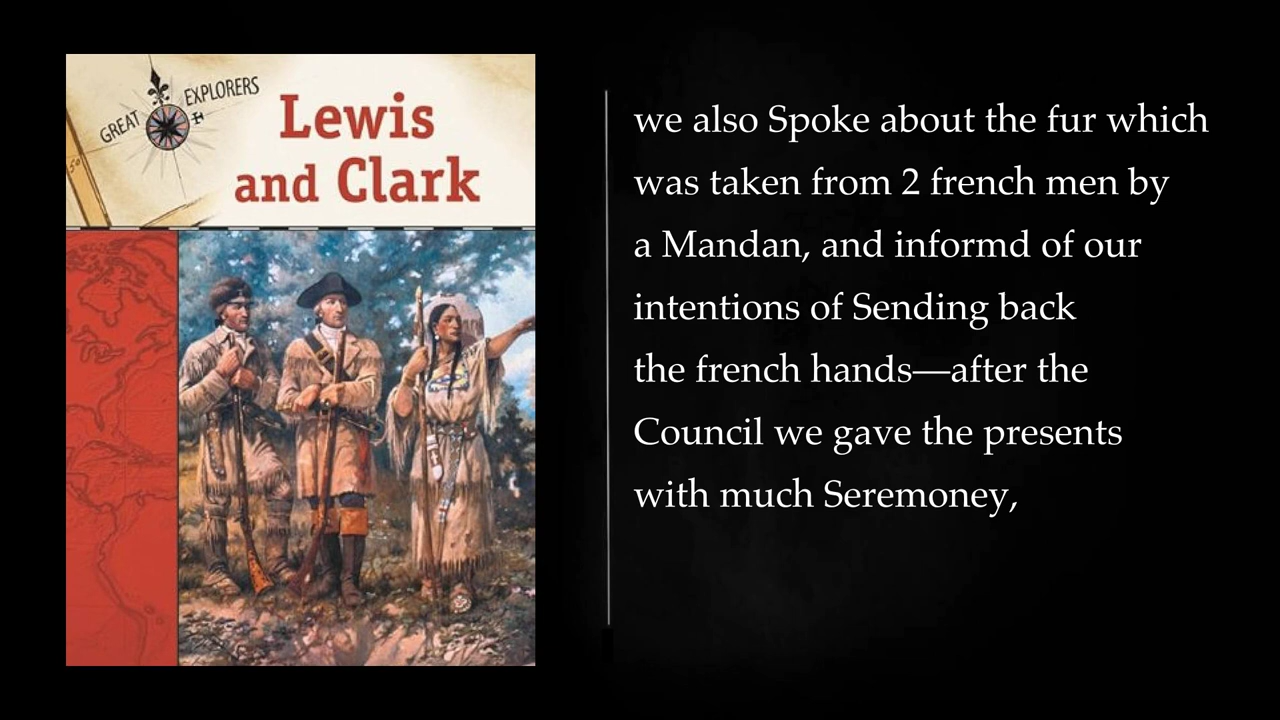 GREAT EXPLORERS
Lewis
and Clark
50
we also Spoke about the fur which
was taken from 2 french men by
a Mandan, and informd of our
intentions of Sending back
the french hands—after the
Council we gave the presents
with much Seremoney,